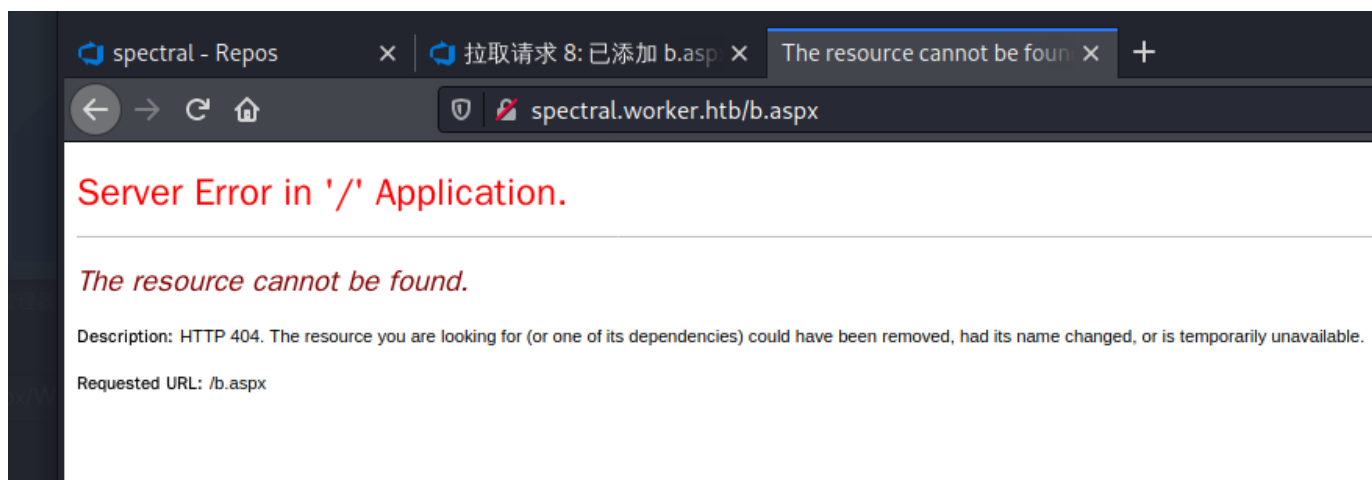 spectral - Repos
拉取请求 8: 已添加 b.asp
The resource cannot be foun
spectral.worker.htb/b.aspx
Server Error in '/' Application.
The resource cannot be found.
Description: HTTP 404. The resource you are looking for (or one of its dependencies) could have been removed, had its name changed, or is temporarily unavailable.
Requested URL: /b.aspx